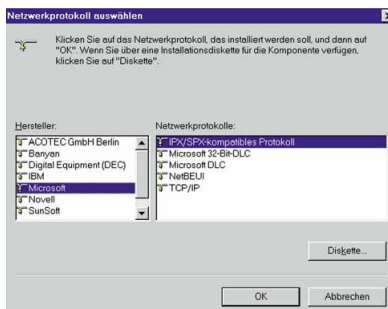 Netzwerkprotokoll auswählen
Klicken Sie auf das Netzwerkprotokoll, das installiert werden soll, und dann auf
"OK". Wenn Sie über eine Installationsdiskette für die Komponente verfügen,
klicken Sie auf "Diskette".
Hersteller:
ACOTEC GmbH Berlin
Banyan
Digital Equipment (DEC)
IBM
Microsoft
Novell
SunSoft
Netzwerkprotokolle:
IPX/SPX-kompatibles Protokoll
Microsoft 32-Bit-DLC
Microsoft DLC
NetBEUI
TCP/IP
Diskette...
OK
Abbrechen